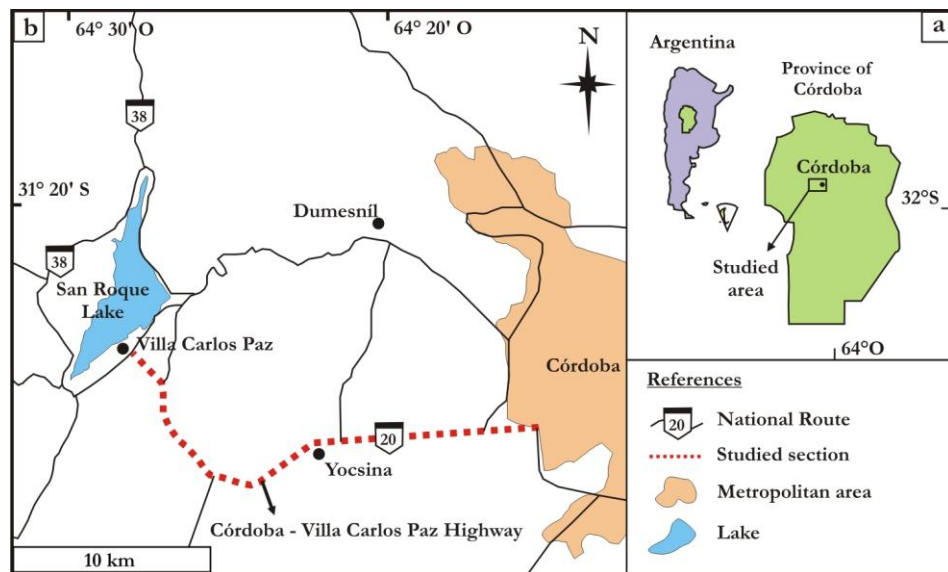 b
64° 30' O
64° 20' O
N
38
31° 20' S
Dumesníl
38
San Roque
Lake
Villa Carlos Paz
Córdoba
20
Yocsina
Córdoba - Villa Carlos Paz Highway
10 km
a
Argentina
Province of
Córdoba
Córdoba
32°S
Studied
area
64°O
References
20
National Route
Studied section
Metropolitan area
Lake